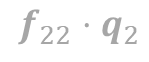 f₂₂ · q₂